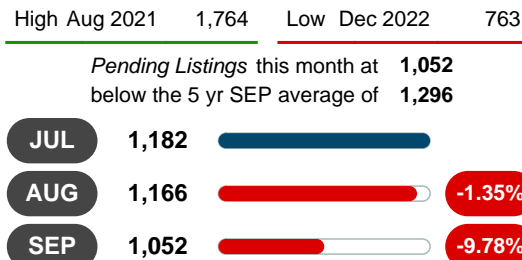 High Aug 2021 1,764 Low Dec 2022 763
Pending Listings this month at 1,052
below the 5 yr SEP average of 1,296
JUL 1,182
AUG 1,166 -1.35%
SEP 1,052 -9.78%